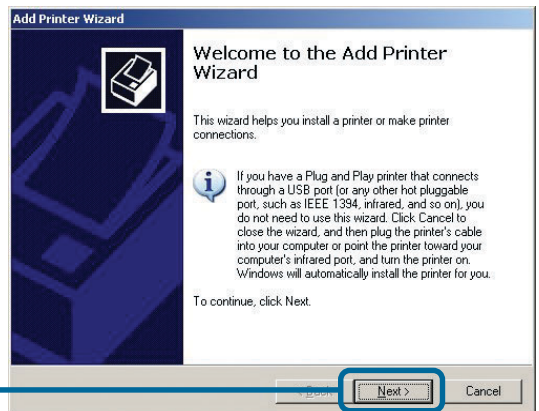 Add Printer Wizard
Welcome to the Add Printer
Wizard
This wizard helps you install a printer or make printer
connections.
If you have a Plug and Play printer that connects
through a USB port (or any other hot pluggable
port, such as IEEE 1394, infrared, and so on), you
do not need to use this wizard. Click Cancel to
close the wizard, and then plug the printer's cable
into your computer or point the printer toward your
computer's infrared port, and turn the printer on.
Windows will automatically install the printer for you.
To continue, click Next.
< Back Next > Cancel